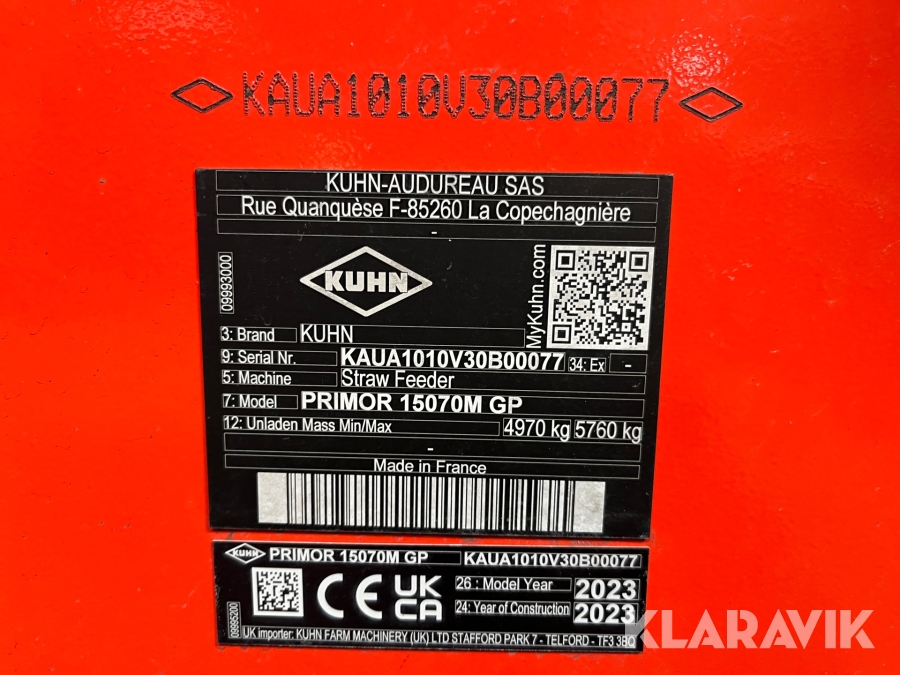 KAUA1010V30B00077
KUHN-AUDUREAU SAS
Rue Quanquèse F-85260 La Copechagnière
-
09993000
KUHN
MyKuhn.com
3: Brand KUHN
9: Serial Nr. KAUA1010V30B00077 34: Ex -
5: Machine Straw Feeder
7: Model PRIMOR 15070M GP
12: Unladen Mass Min/Max 4970 kg 5760 kg
-
Made in France
KUHN PRIMOR 15070M GP KAUA1010V30B00077
09995200
CE UK CA
26 : Model Year 2023
24: Year of Construction 2023
UK importer: KUHN FARM MACHINERY (UK) LTD STAFFORD PARK 7 - TELFORD - TF3 3BQ
KLARAVIK